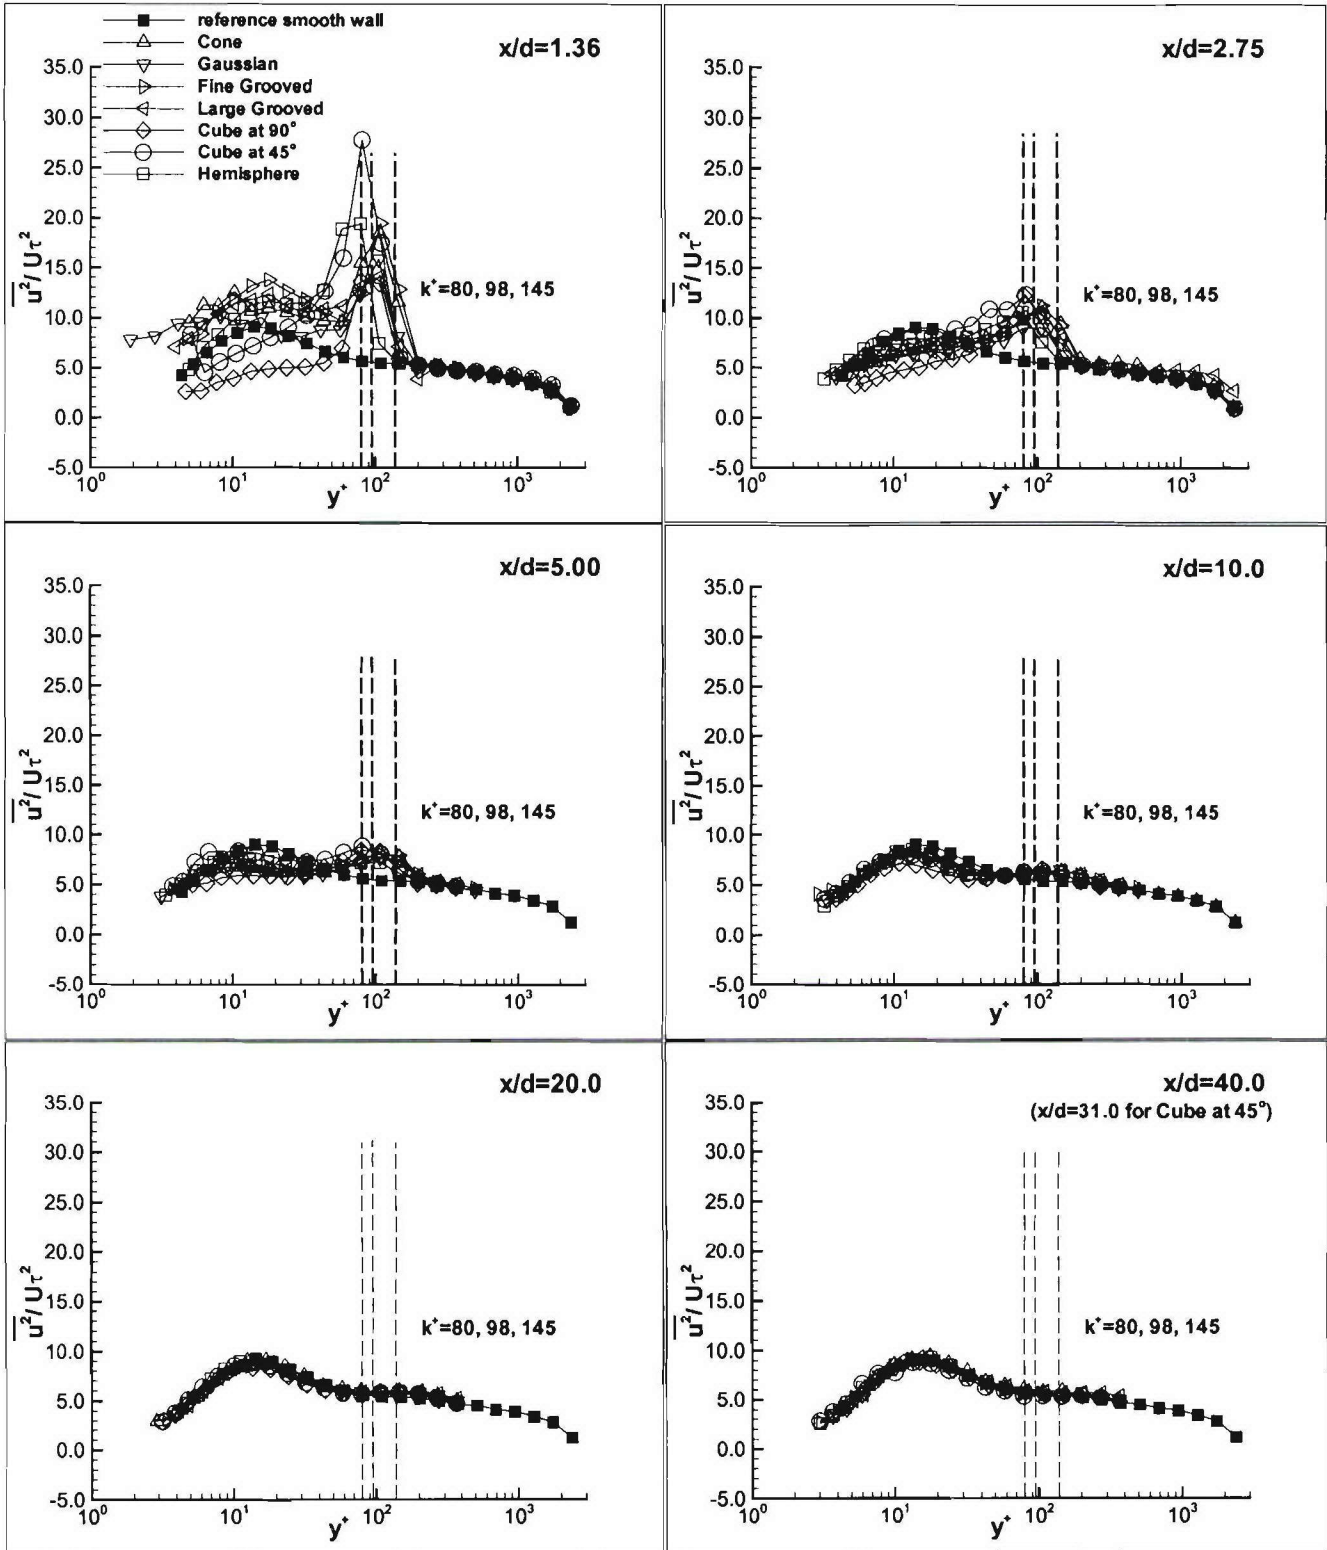 reference smooth wall
Cone
Gaussian
Fine Grooved
Large Grooved
Cube at 90°
Cube at 45°
Hemisphere
x/d=1.36
35.0
30.0
25.0
20.0
15.0
10.0
5.0
0.0
-5.0
u²/Uτ²
k⁺=80, 98, 145
10⁰
10¹
10²
10³
y⁺
x/d=2.75
35.0
30.0
25.0
20.0
15.0
10.0
5.0
0.0
-5.0
u²/Uτ²
k⁺=80, 98, 145
10⁰
10¹
10²
10³
y⁺
x/d=5.00
35.0
30.0
25.0
20.0
15.0
10.0
5.0
0.0
-5.0
u²/Uτ²
k⁺=80, 98, 145
10⁰
10¹
10²
10³
y⁺
x/d=10.0
35.0
30.0
25.0
20.0
15.0
10.0
5.0
0.0
-5.0
u²/Uτ²
k⁺=80, 98, 145
10⁰
10¹
10²
10³
y⁺
x/d=20.0
35.0
30.0
25.0
20.0
15.0
10.0
5.0
0.0
-5.0
u²/Uτ²
k⁺=80, 98, 145
10⁰
10¹
10²
10³
y⁺
x/d=40.0
(x/d=31.0 for Cube at 45°)
35.0
30.0
25.0
20.0
15.0
10.0
5.0
0.0
-5.0
u²/Uτ²
k⁺=80, 98, 145
10⁰
10¹
10²
10³
y⁺